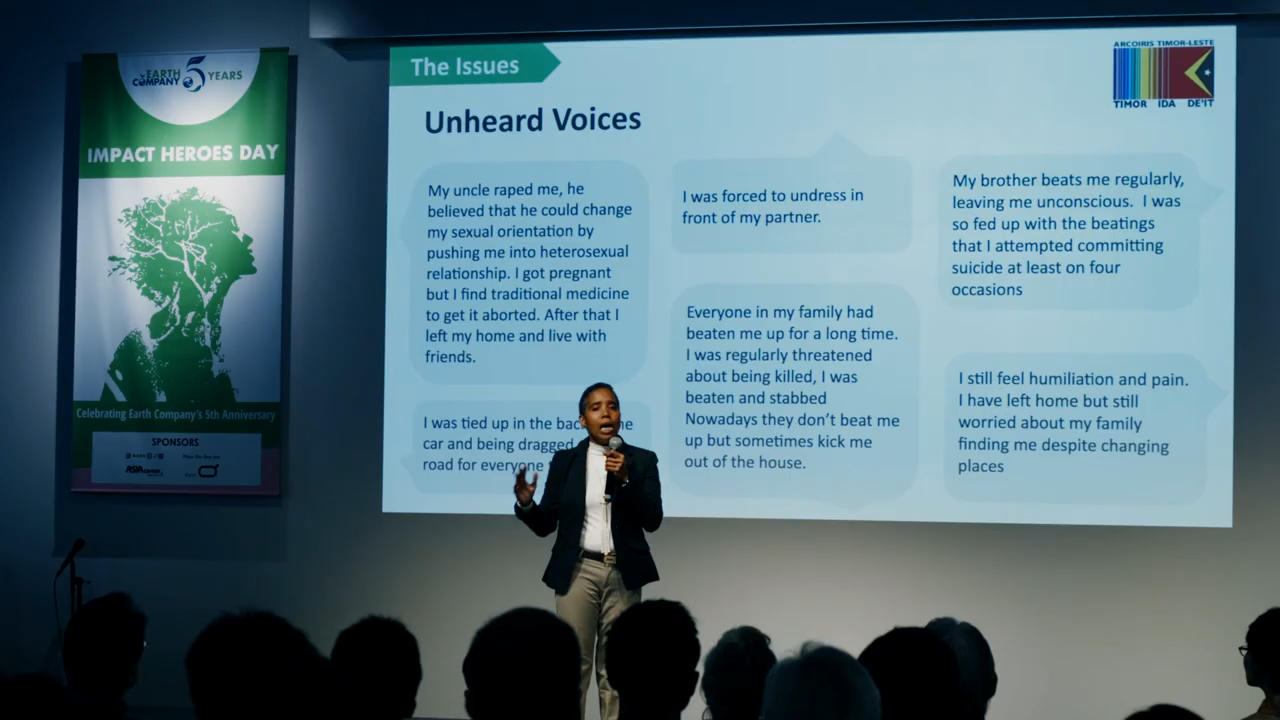 EARTH COMPANY 5 YEARS
IMPACT HEROES DAY
Celebrating Earth Company's 5th Anniversary
SPONSORS
ASIA
The Issues
ARCOIRIS TIMOR-LESTE
TIMOR IDA DE'IT
Unheard Voices
My uncle raped me, he
believed that he could change
my sexual orientation by
pushing me into heterosexual
relationship. I got pregnant
but I find traditional medicine
to get it aborted. After that I
left my home and live with
friends.
I was tied up in the
car and being dragged
road for everyone
I was forced to undress in
front of my partner.
Everyone in my family had
beaten me up for a long time.
I was regularly threatened
about being killed, I was
beaten and stabbed
Nowadays they don't beat me
up but sometimes kick me
out of the house.
My brother beats me regularly,
leaving me unconscious. I was
so fed up with the beatings
that I attempted committing
suicide at least on four
occasions
I still feel humiliation and pain.
I have left home but still
worried about my family
finding me despite changing
places